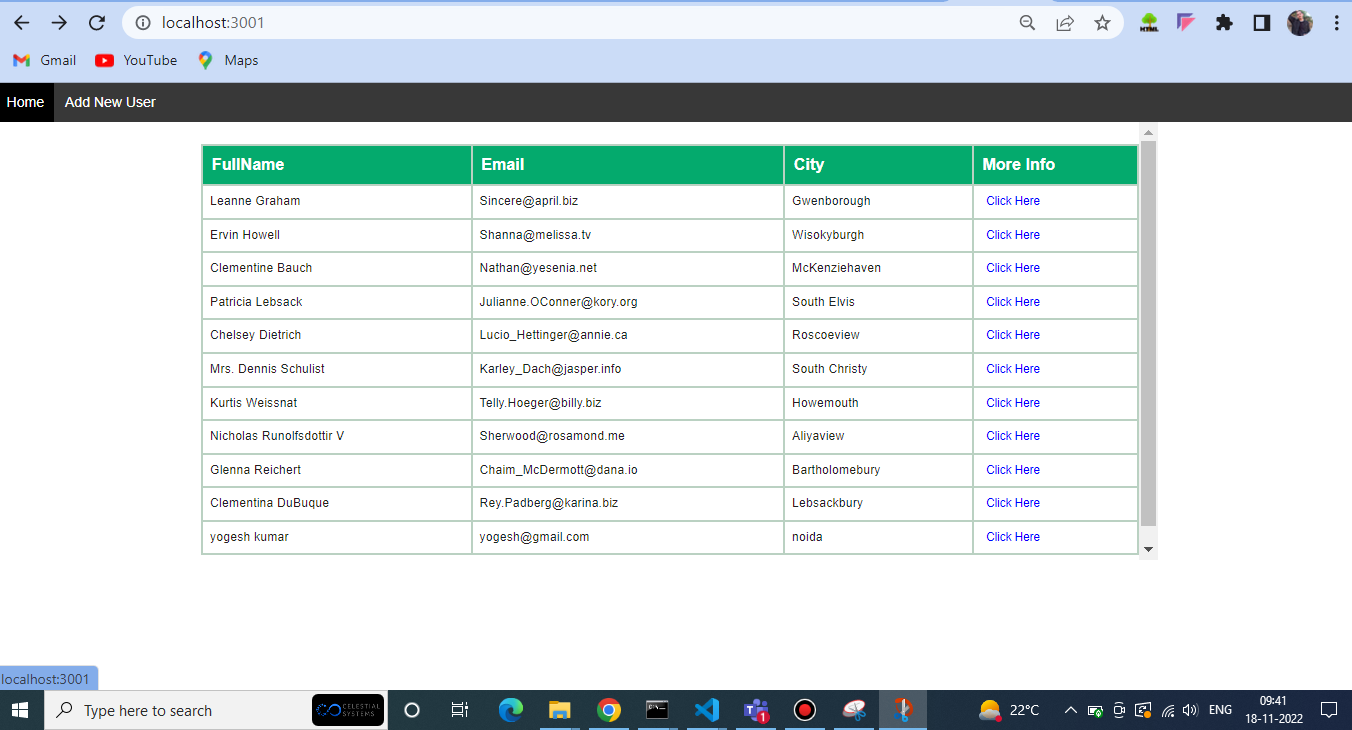 localhost:3001
HTML
Gmail YouTube Maps
Home Add New User
FullName Email City More Info
Leanne Graham Sincere@april.biz Gwenborough Click Here
Ervin Howell Shanna@melissa.tv Wisokyburgh Click Here
Clementine Bauch Nathan@yesenia.net McKenziehaven Click Here
Patricia Lebsack Julianne.OConner@kory.org South Elvis Click Here
Chelsey Dietrich Lucio_Hettinger@annie.ca Roscoeview Click Here
Mrs. Dennis Schulist Karley_Dach@jasper.info South Christy Click Here
Kurtis Weissnat Telly.Hoeger@billy.biz Howemouth Click Here
Nicholas Runolfsdottir V Sherwood@rosamond.me Aliyaview Click Here
Glenna Reichert Chaim_McDermott@dana.io Bartholomebury Click Here
Clementina DuBuque Rey.Padberg@karina.biz Lebsackbury Click Here
yogesh kumar yogesh@gmail.com noida Click Here
localhost:3001
Type here to search
CELESTIAL
SYSTEMS
1
22°C
ENG
09:41
18-11-2022